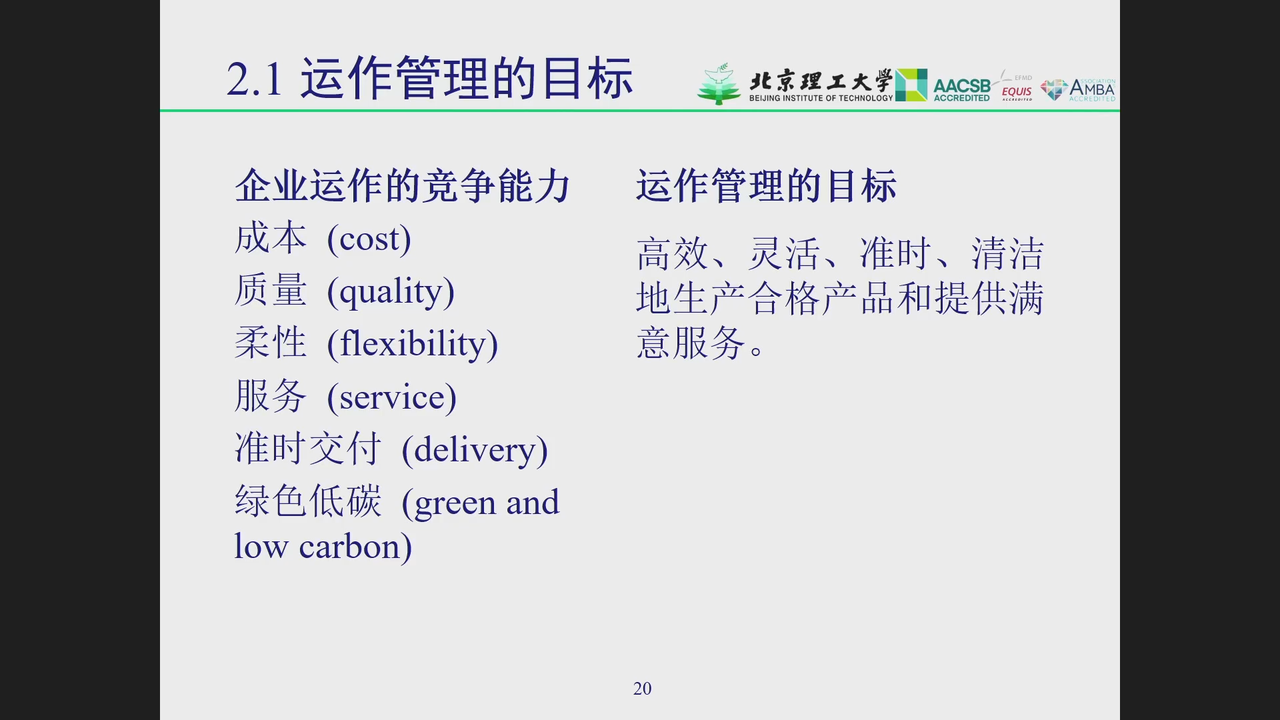 2.1 运作管理的目标
北京理工大学
BEIJING INSTITUTE OF TECHNOLOGY
AACSB
ACCREDITED
EFMD
EQUIS
ACCREDITED
ASSOCIATION
AMBA
ACCREDITED
企业运作的竞争能力
成本 (cost)
质量 (quality)
柔性 (flexibility)
服务 (service)
准时交付 (delivery)
绿色低碳 (green and
low carbon)
运作管理的目标
高效、灵活、准时、清洁
地生产合格产品和提供满
意服务。
20